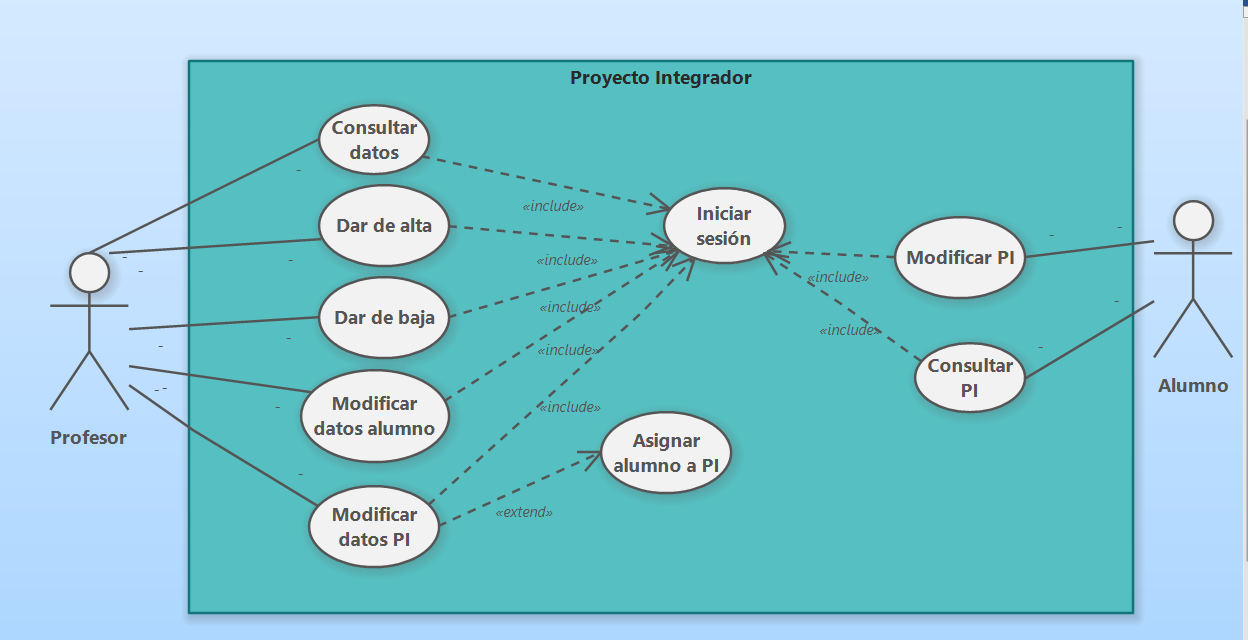 Proyecto Integrador
Consultar
datos
«include»
Dar de alta
«include»
Iniciar
sesión
Modificar PI
«include»
Dar de baja
«include»
«include»
«include»
Consultar
PI
Alumno
Modificar
datos alumno
«include»
Profesor
Asignar
alumno a PI
Modificar
datos PI
«extend»